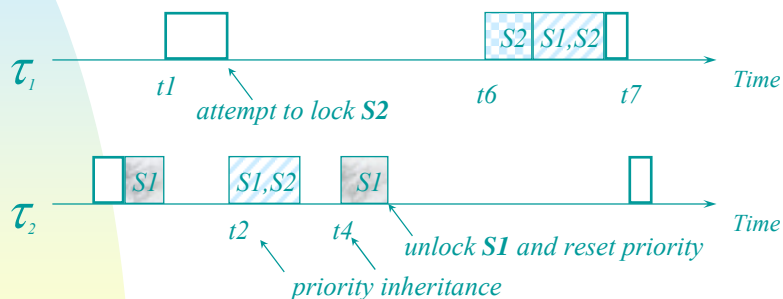 S2 S1,S2
τ1
t1 t6 t7 Time
attempt to lock S2
S1 S1,S2 S1
τ2
t2 t4 Time
unlock S1 and reset priority
priority inheritance